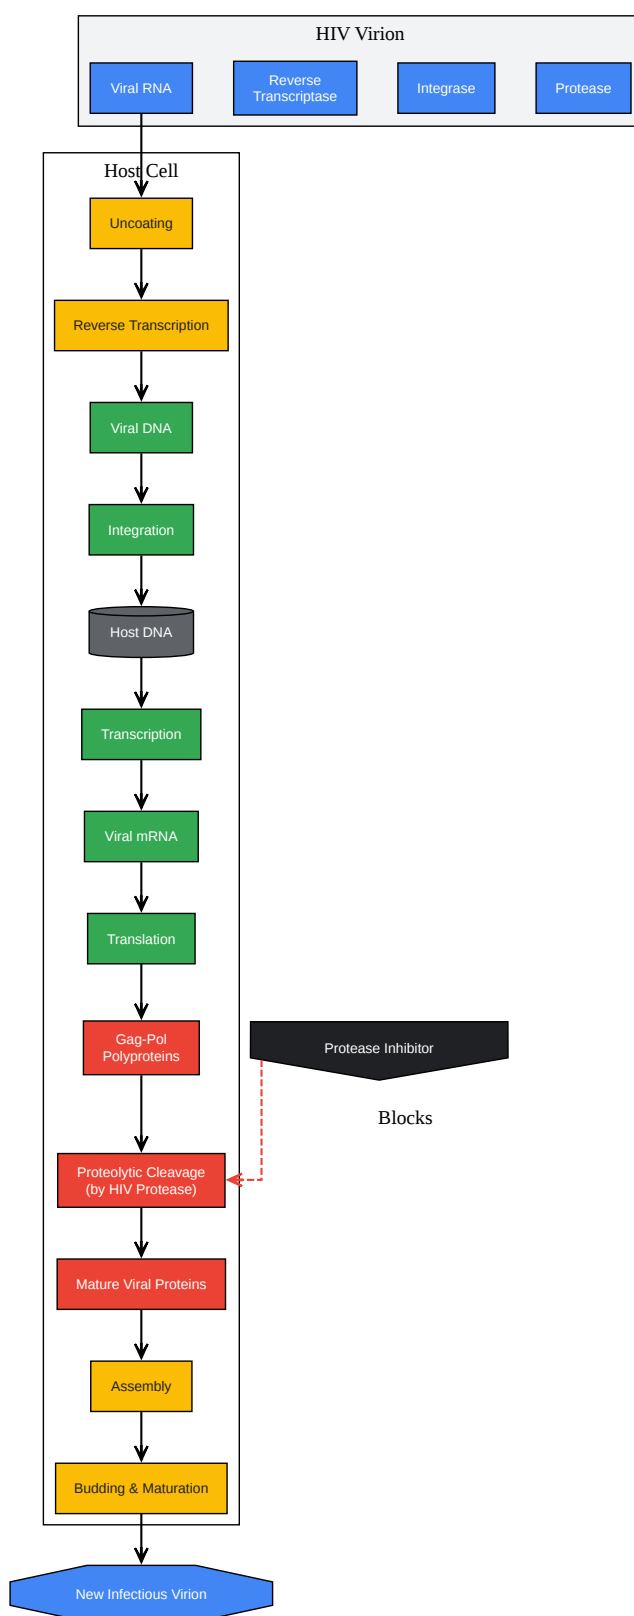 HIV Virion
Viral RNA
Reverse
Transcriptase
Integrase
Protease
Host Cell
Uncoating
Reverse Transcription
Viral DNA
Integration
Host DNA
Transcription
Viral mRNA
Translation
Gag-Pol
Polyproteins
Protease Inhibitor
Blocks
Proteolytic Cleavage
(by HIV Protease)
Mature Viral Proteins
Assembly
Budding & Maturation
New Infectious Virion